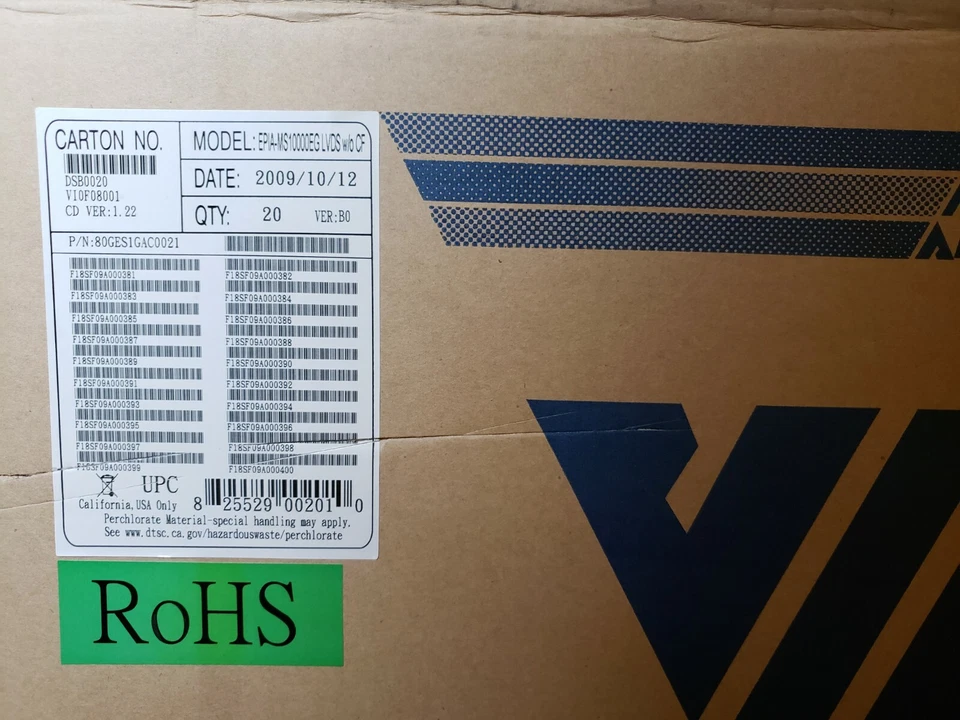 CARTON NO.
DSB0020
VI0F08001
CD VER:1.22
MODEL: EPIA-MS10000EG LVDS w/o CF
DATE: 2009/10/12
QTY: 20 VER:B0
P/N:80GES1GAC0021
F18SF09A000381 F18SF09A000382
F18SF09A000383 F18SF09A000384
F18SF09A000385 F18SF09A000386
F18SF09A000387 F18SF09A000388
F18SF09A000389 F18SF09A000390
F18SF09A000391 F18SF09A000392
F18SF09A000393 F18SF09A000394
F18SF09A000395 F18SF09A000396
F18SF09A000397 F18SF09A000398
F18SF09A000400
UPC
8 25529 00201 0
California,USA Only
Perchlorate Material-special handling may apply.
See www.dtsc.ca.gov/hazardouswaste/perchlorate
RoHS